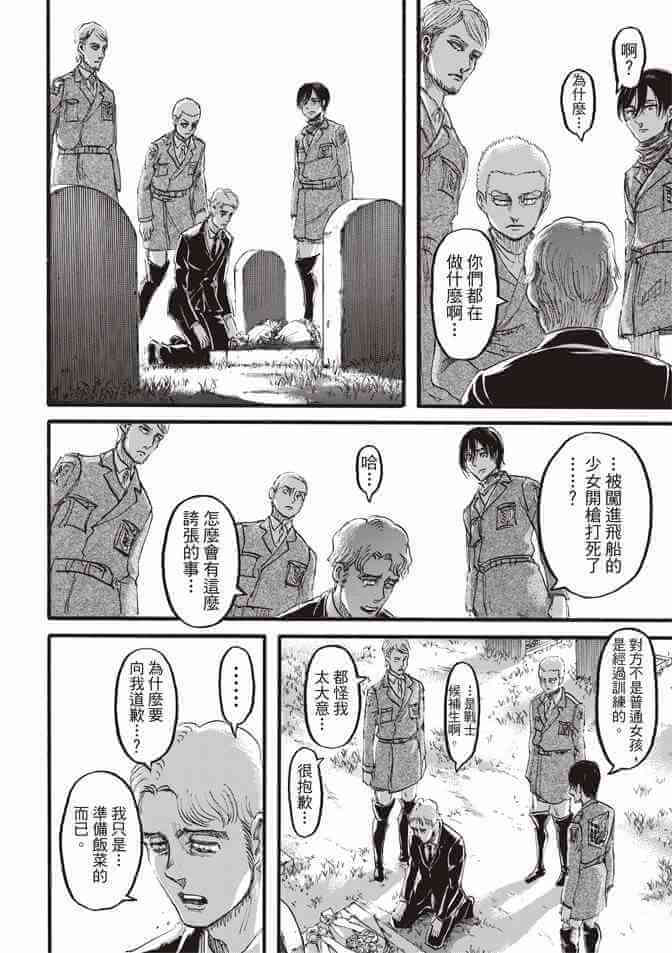 啊？
為什麼…
你們都在
做什麼啊…
…被闖進飛船的
少女開槍打死了
……？
哈…
怎麼會有這麼
誇張的事…
對方不是普通女孩，
是經過訓練的。
…是戰士
候補生啊。
都怪我
太大意…
很抱歉…
……
為什麼要
向我道歉…？
我只是…
準備飯菜的
而已。